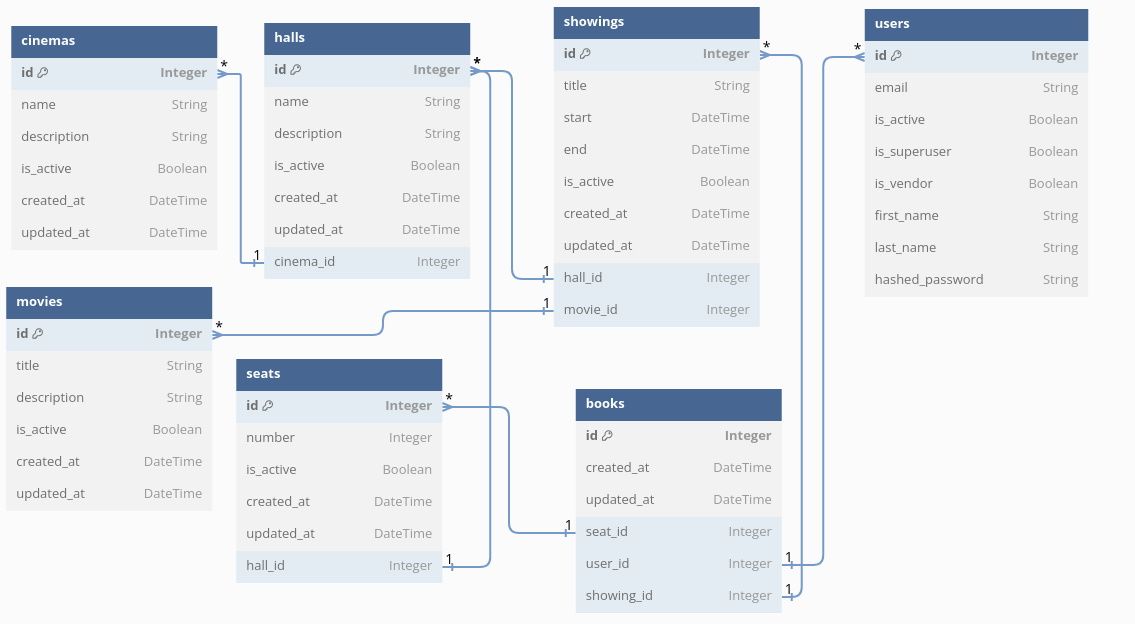 cinemas
id Integer
name String
description String
is_active Boolean
created_at DateTime
updated_at DateTime
*
halls
id Integer
name String
description String
is_active Boolean
created_at DateTime
updated_at DateTime
cinema_id Integer
*
1
showings
id Integer
title String
start DateTime
end DateTime
is_active Boolean
created_at DateTime
updated_at DateTime
hall_id Integer
movie_id Integer
*
1
1
users
id Integer
email String
is_active Boolean
is_superuser Boolean
is_vendor Boolean
first_name String
last_name String
hashed_password String
*
movies
id Integer
title String
description String
is_active Boolean
created_at DateTime
updated_at DateTime
*
seats
id Integer
number Integer
is_active Boolean
created_at DateTime
updated_at DateTime
hall_id Integer
*
1
books
id Integer
created_at DateTime
updated_at DateTime
seat_id Integer
user_id Integer
showing_id Integer
1
1
1